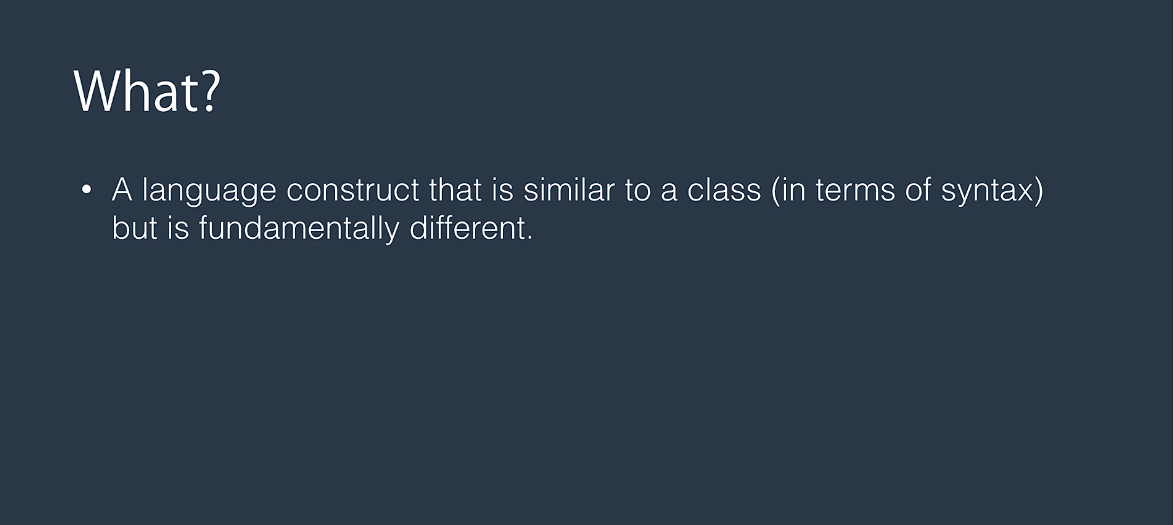 What?
• A language construct that is similar to a class (in terms of syntax)
but is fundamentally different.